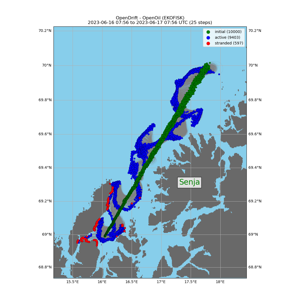 OpenDrift - OpenOil (EKOFISK)
2023-06-16 07:56 to 2023-06-17 07:56 UTC (25 steps)
initial (10000)
active (9403)
stranded (597)
70.2°N
70°N
70°N
69.8°N
69.8°N
69.6°N
69.6°N
69.4°N
69.4°N
Senja
69.2°N
69.2°N
69°N
69°N
68.8°N
68.8°N
15.5°E
16°E
16.5°E
17°E
17.5°E
18°E